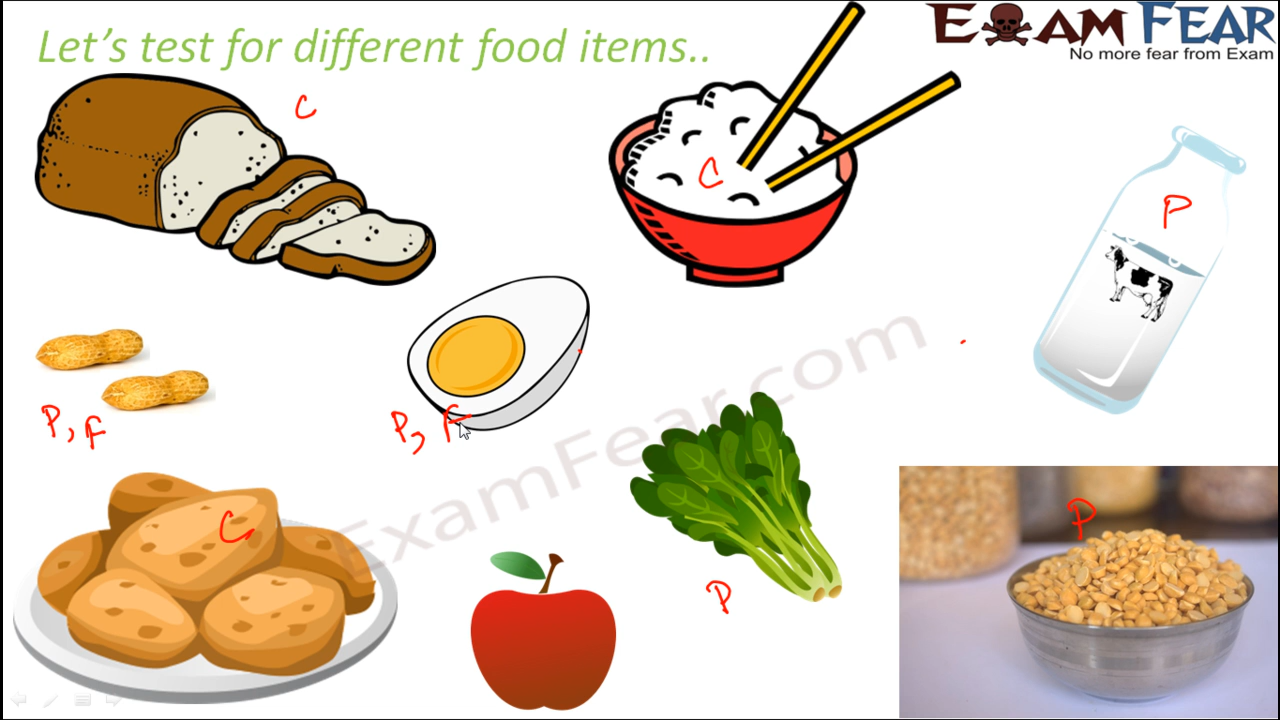 Let's test for different food items..
EXAM FEAR
No more fear from Exam
C
C
P
P, F
P, F
ExamFear.com
C
P
P